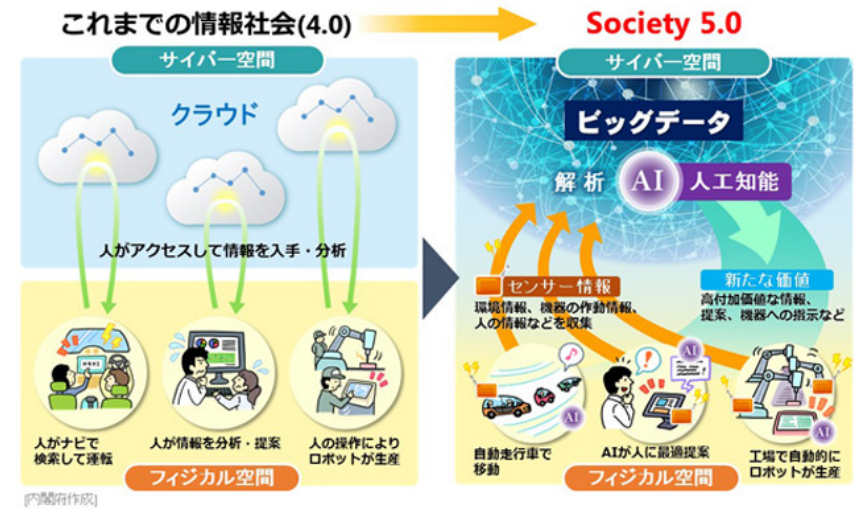 これまでの情報社会(4.0)
Society 5.0
サイバー空間
クラウド
人がアクセスして情報を入手・分析
人がナビで
検索して運転
人が情報を分析・提案
人の操作により
ロボットが生産
フィジカル空間
[内閣府作成]
サイバー空間
ビッグデータ
解析 AI 人工知能
センサー情報
環境情報、機器の作動情報、
人の情報などを収集
新たな価値
高付加価値な情報、
提案、機器への指示など
AI
AI
AI
自動走行車で
移動
AIが人に最適提案
工場で自動的に
ロボットが生産
フィジカル空間